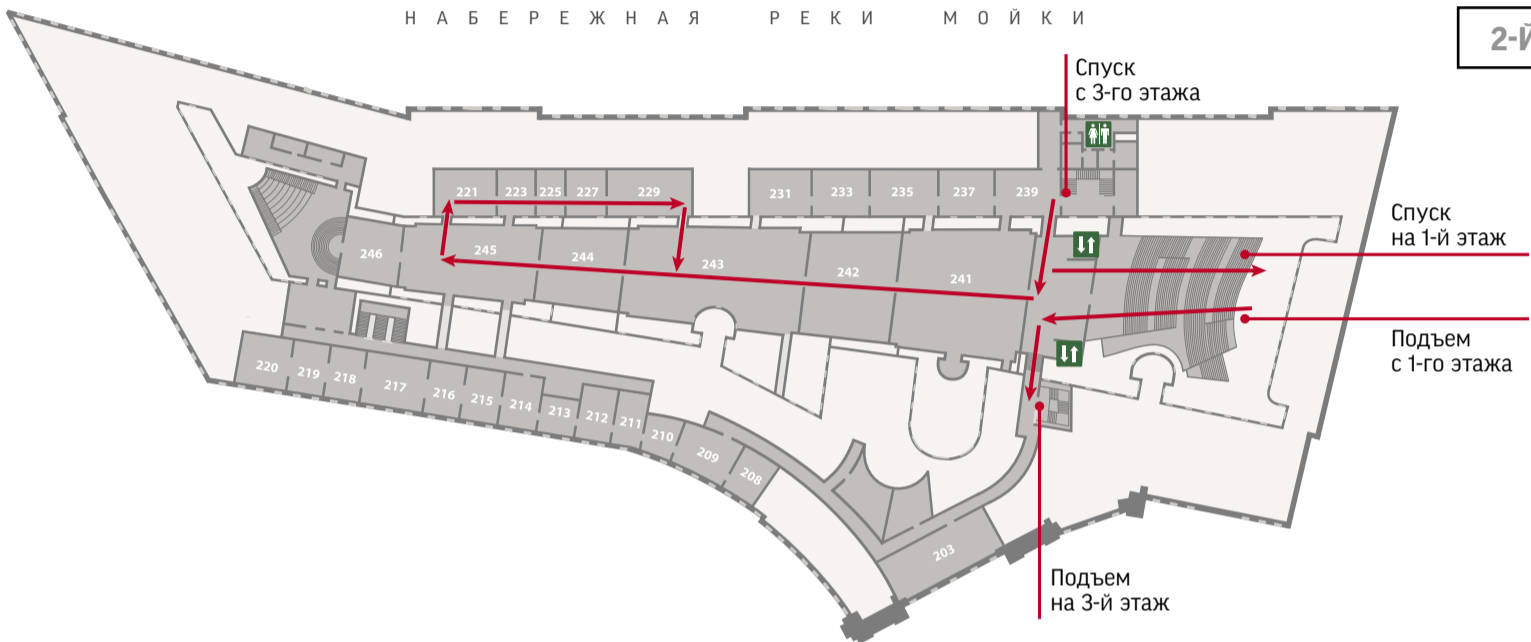 НАБЕРЕЖНАЯ РЕКИ МОЙКИ
2-Й
Спуск
с 3-го этажа
221 223 225 227 229 231 233 235 237 239
Спуск
на 1-й этаж
246 245 244 243 242 241
Подъем
с 1-го этажа
220 219 218 217 216 215 214 213 212 211 210 209 208
203
Подъем
на 3-й этаж